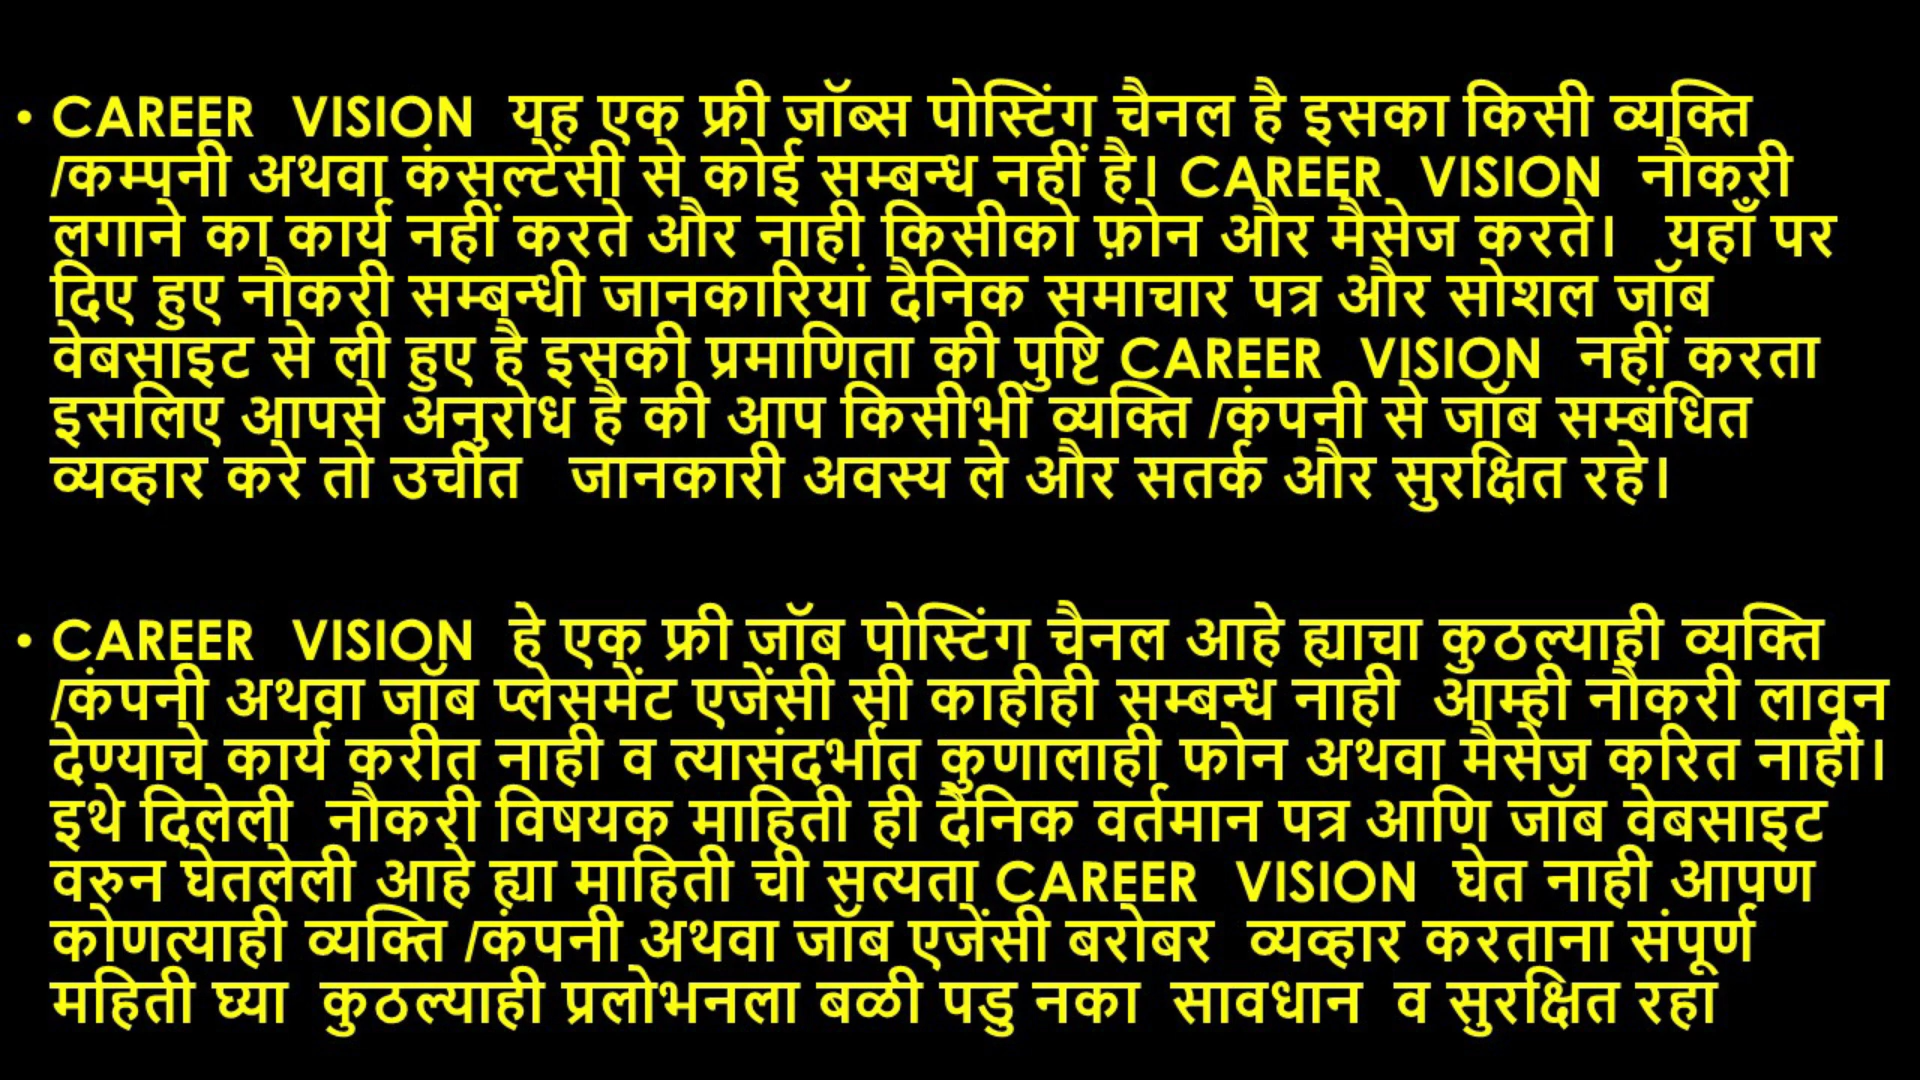 • CAREER VISION यह एक फ्री जॉब्स पोस्टिंग चैनल है इसका किसी व्यक्ति
/कम्पनी अथवा कंसल्टेंसी से कोई सम्बन्ध नहीं है। CAREER VISION नौकरी
लगाने का कार्य नहीं करते और नाही किसीको फ़ोन और मैसेज करते। यहाँ पर
दिए हुए नौकरी सम्बन्धी जानकारियां दैनिक समाचार पत्र और सोशल जॉब
वेबसाइट से ली हुए है इसकी प्रमाणिता की पुष्टि CAREER VISION नहीं करता
इसलिए आपसे अनुरोध है की आप किसीभी व्यक्ति /कंपनी से जॉब सम्बंधित
व्यव्हार करे तो उचीत जानकारी अवस्य ले और सतर्क और सुरक्षित रहे।
• CAREER VISION हे एक फ्री जॉब पोस्टिंग चैनल आहे ह्याचा कुठल्याही व्यक्ति
/कंपनी अथवा जॉब प्लेसमेंट एजेंसी सी काहीही सम्बन्ध नाही आम्ही नौकरी लावून
देण्याचे कार्य करीत नाही व त्यासंदर्भात कुणालाही फोन अथवा मैसेज करित नाही।
इथे दिलेली नौकरी विषयक माहिती ही दैनिक वर्तमान पत्र आणि जॉब वेबसाइट
वरुन घेतलेली आहे ह्या माहिती ची सत्यता CAREER VISION घेत नाही आपण
कोणत्याही व्यक्ति /कंपनी अथवा जॉब एजेंसी बरोबर व्यव्हार करताना संपूर्ण
महिती घ्या कुठल्याही प्रलोभनला बळी पडु नका सावधान व सुरक्षित रहा